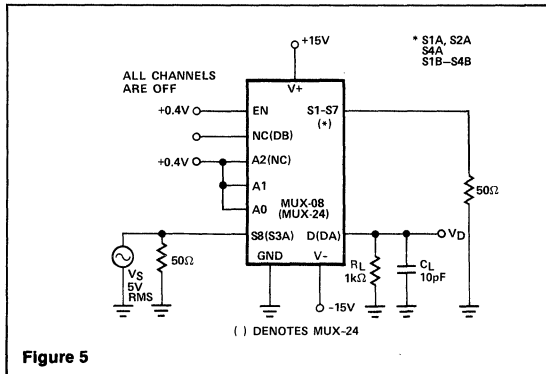 +15V
* S1A, S2A
S4A
S1B–S4B
ALL CHANNELS
ARE OFF
V+
+0.4V
EN
S1–S7
(*)
NC(DB)
+0.4V
A2(NC)
A1
50Ω
A0
MUX-08
(MUX-24)
S8(S3A)
D(DA)
VD
VS
5V
RMS
50Ω
GND
V-
RL
1kΩ
CL
10pF
-15V
( ) DENOTES MUX-24
Figure 5